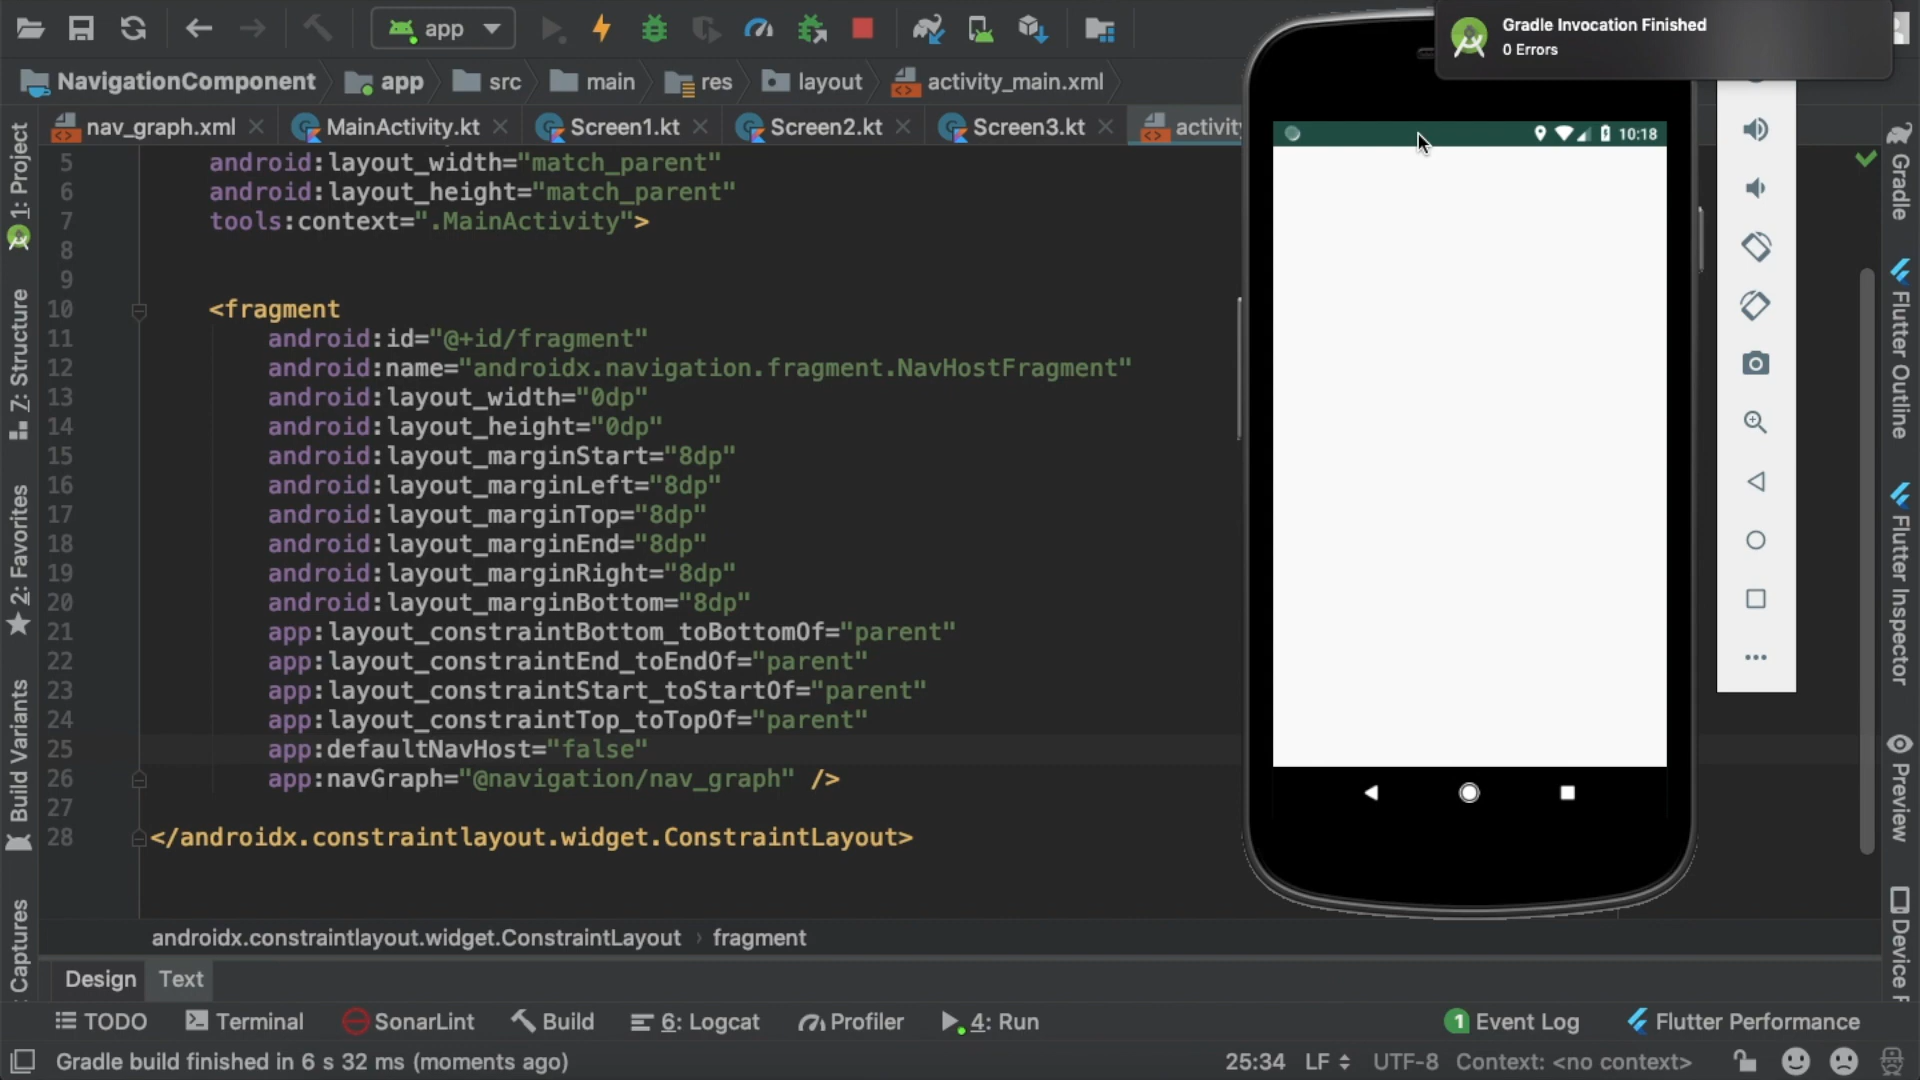 app
Gradle Invocation Finished
0 Errors
NavigationComponent app src main res layout activity_main.xml
nav_graph.xml MainActivity.kt Screen1.kt Screen2.kt Screen3.kt activity
10:18
5 android:layout_width="match_parent"
6 android:layout_height="match_parent"
7 tools:context=".MainActivity">
8
9
10 <fragment
11 android:id="@+id/fragment"
12 android:name="androidx.navigation.fragment.NavHostFragment"
13 android:layout_width="0dp"
14 android:layout_height="0dp"
15 android:layout_marginStart="8dp"
16 android:layout_marginLeft="8dp"
17 android:layout_marginTop="8dp"
18 android:layout_marginEnd="8dp"
19 android:layout_marginRight="8dp"
20 android:layout_marginBottom="8dp"
21 app:layout_constraintBottom_toBottomOf="parent"
22 app:layout_constraintEnd_toEndOf="parent"
23 app:layout_constraintStart_toStartOf="parent"
24 app:layout_constraintTop_toTopOf="parent"
25 app:defaultNavHost="false"
26 app:navGraph="@navigation/nav_graph" />
27
28 </androidx.constraintlayout.widget.ConstraintLayout>
1: Project
7: Structure
2: Favorites
Build Variants
Captures
Gradle
Flutter Outline
Flutter Inspector
Preview
Device F
androidx.constraintlayout.widget.ConstraintLayout › fragment
Design Text
TODO Terminal SonarLint Build 6: Logcat Profiler 4: Run 1 Event Log Flutter Performance
Gradle build finished in 6 s 32 ms (moments ago) 25:34 LF UTF-8 Context: <no context>